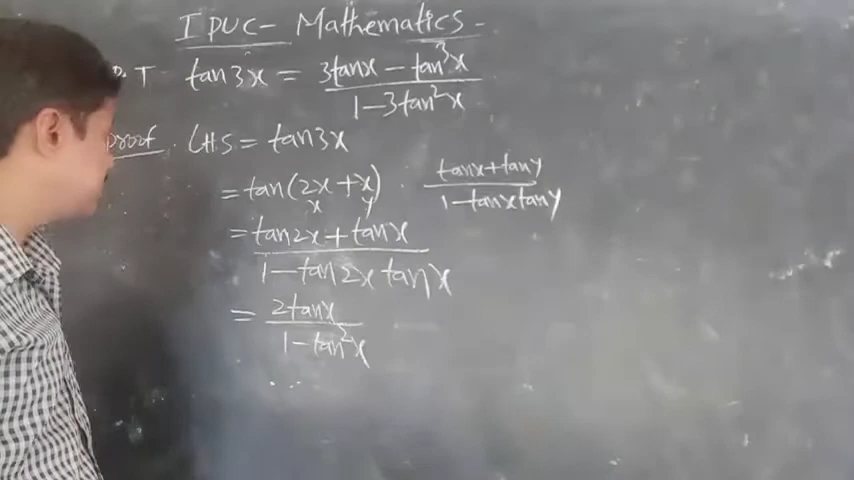 I PUC - Mathematics -
P.T tan3x = 3tanx - tan³x / 1 - 3tan²x
proof. LHS = tan3x
= tan(2x + x) . tanx + tany / 1 - tanx tany
x y
= tan2x + tanx / 1 - tan2x tanx
= 2tanx / 1 - tan²x